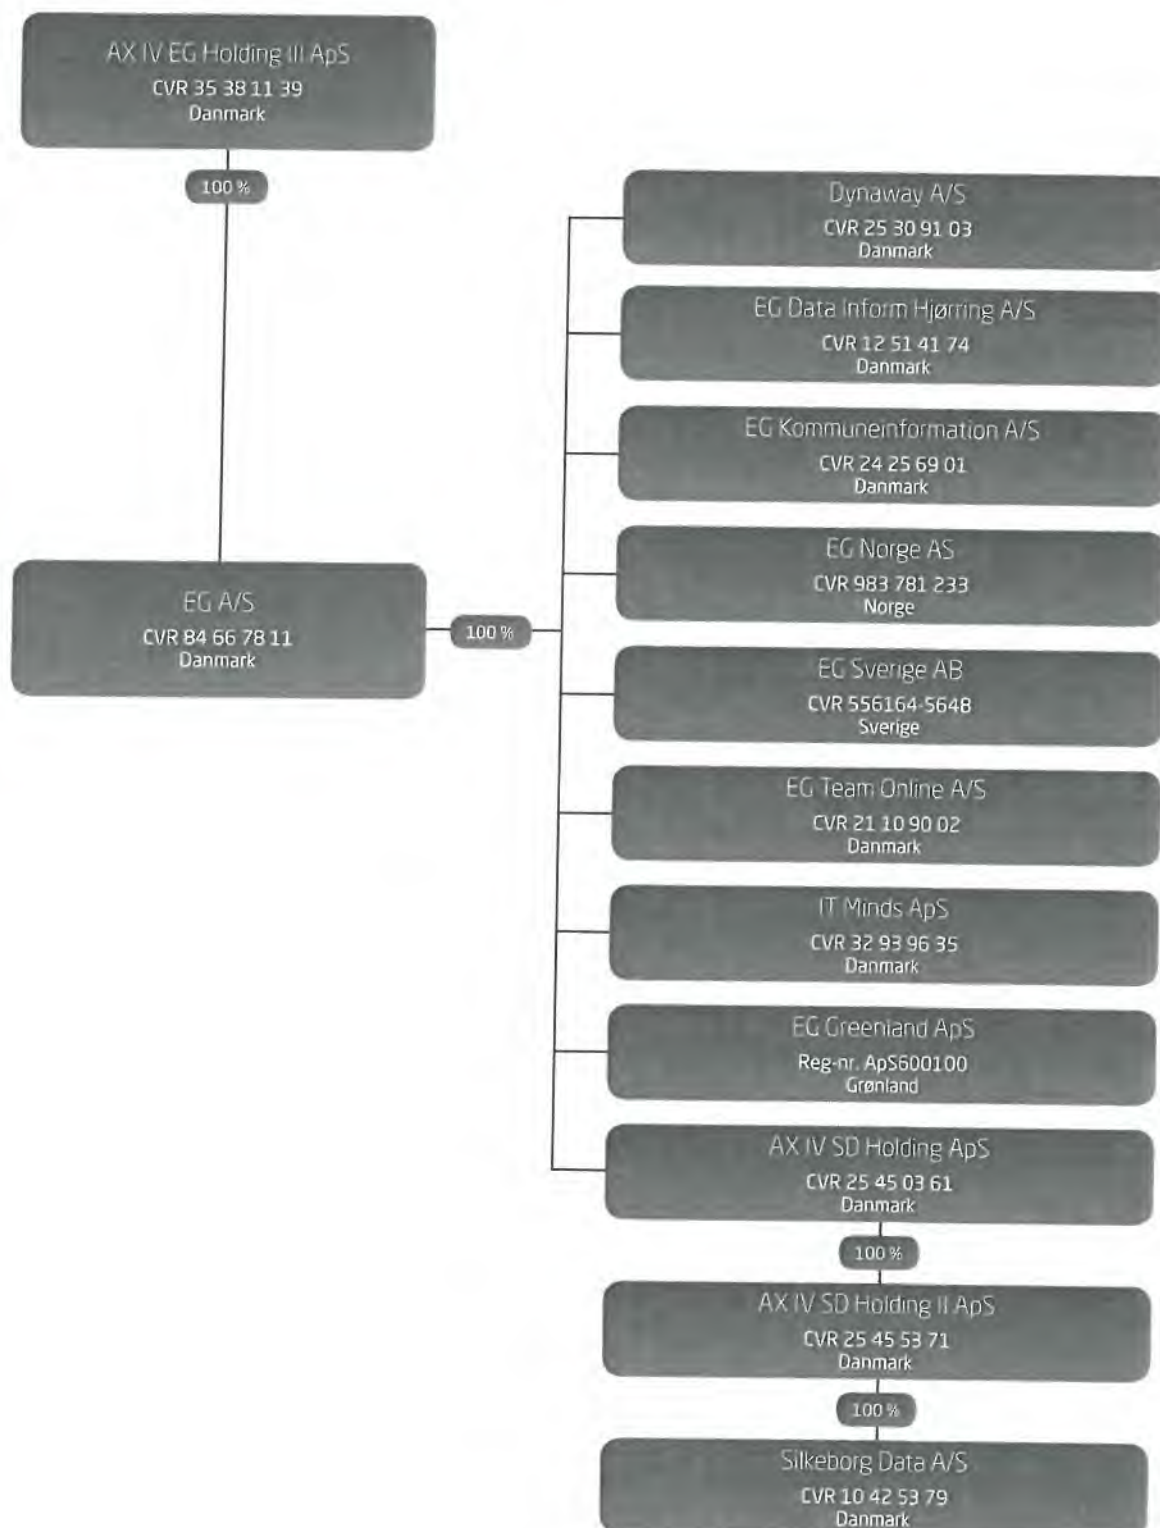 AX IV EG Holding III ApS
CVR 35 38 11 39
Danmark
100 %
EG A/S
CVR 84 66 78 11
Danmark
100 %
Dynaway A/S
CVR 25 30 91 03
Danmark
EG Data Inform Hjørring A/S
CVR 12 51 41 74
Danmark
EG Kommuneinformation A/S
CVR 24 25 69 01
Danmark
EG Norge AS
CVR 983 781 233
Norge
EG Sverige AB
CVR 556164-5648
Sverige
EG Team Online A/S
CVR 21 10 90 02
Danmark
IT Minds ApS
CVR 32 93 96 35
Danmark
EG Greenland ApS
Reg-nr. ApS600100
Grønland
AX IV SD Holding ApS
CVR 25 45 03 61
Danmark
100 %
AX IV SD Holding II ApS
CVR 25 45 53 71
Danmark
100 %
Silkeborg Data A/S
CVR 10 42 53 79
Danmark